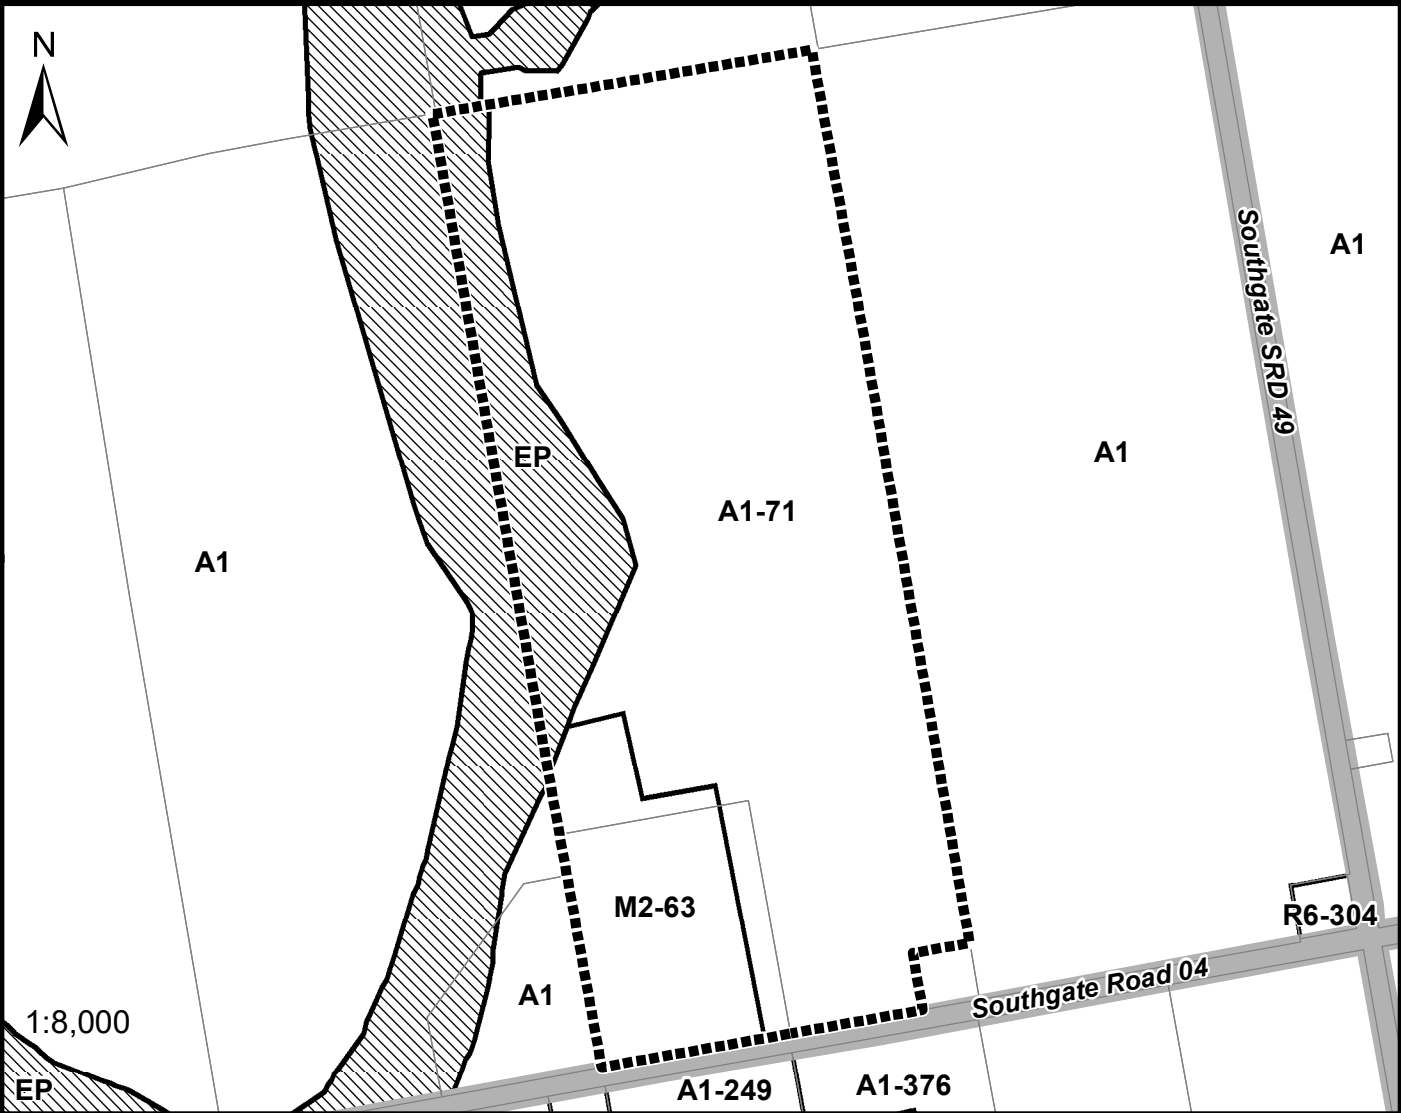 N
Southgate SRD 49
A1
A1
EP
A1-71
A1
M2-63
R6-304
A1
Southgate Road 04
1:8,000
EP
A1-249
A1-376